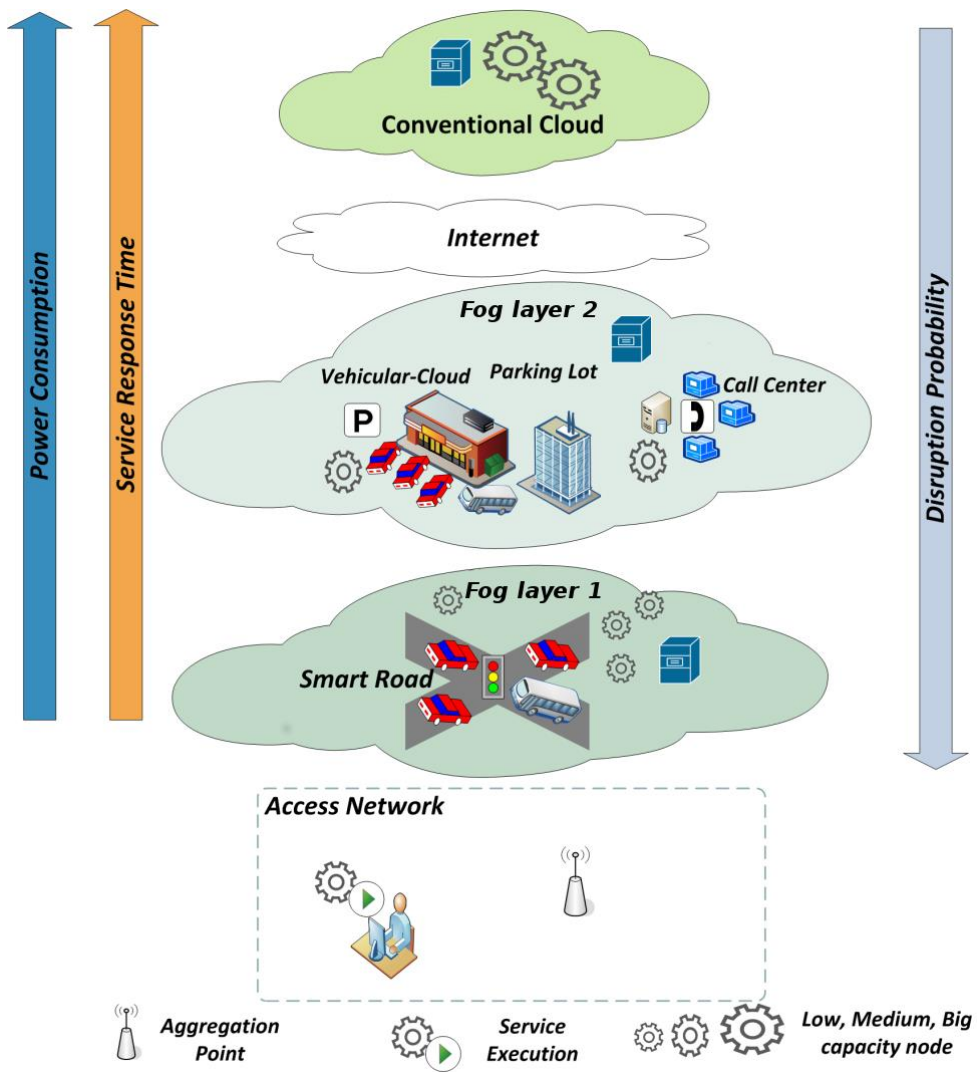 Conventional Cloud
Internet
Fog layer 2
Vehicular-Cloud
Parking Lot
Call Center
P
Fog layer 1
Smart Road
Power Consumption
Service Response Time
Disruption Probability
Access Network
Aggregation
Point
Service
Execution
Low, Medium, Big
capacity node